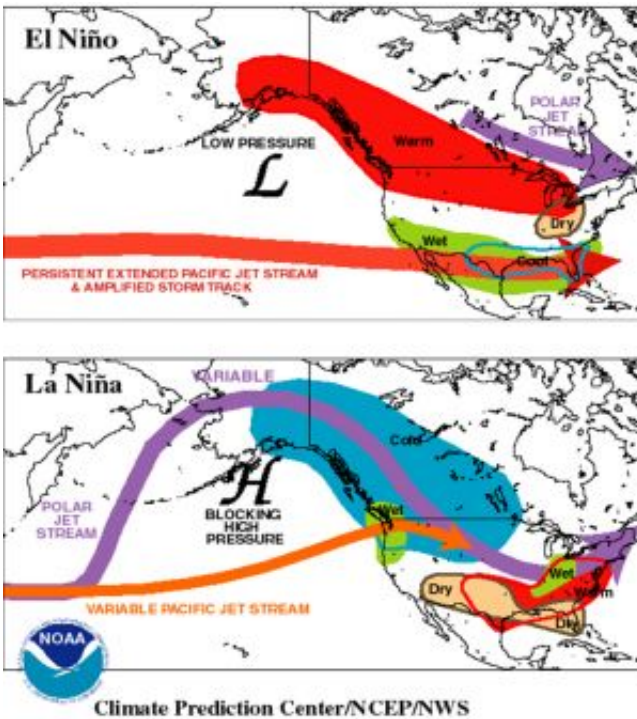 El Niño
POLAR
JET
STREAM
LOW PRESSURE
L
Warm
Dry
Wet
Cool
PERSISTENT EXTENDED PACIFIC JET STREAM
& AMPLIFIED STORM TRACK
La Niña
VARIABLE
Cold
H
BLOCKING
HIGH
PRESSURE
Wet
POLAR
JET
STREAM
VARIABLE PACIFIC JET STREAM
Wet
Dry
Warm
Dry
NOAA
Climate Prediction Center/NCEP/NWS